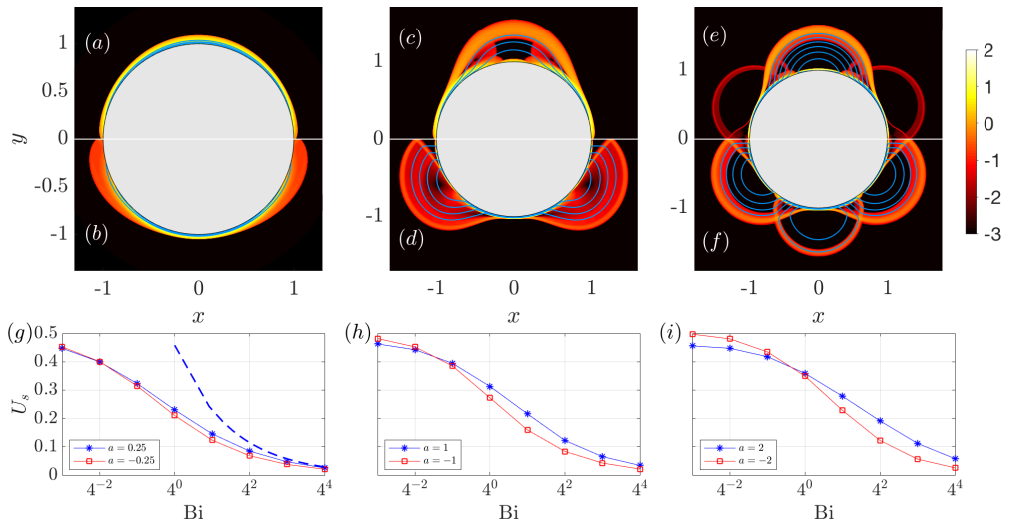 (a) (c) (e)
(b) (d) (f)
y
1
0.5
0
-0.5
-1
-1 0 1
x
1
0
-1
-1 0 1
x
1
0
-1
-1 0 1
x
2
1
0
-1
-2
-3
(g) (h) (i)
U_s
0.5
0.4
0.3
0.2
0.1
0
a = 0.25
a = −0.25
4^{-2} 4^0 4^2 4^4
Bi
a = 1
a = −1
4^{-2} 4^0 4^2 4^4
Bi
a = 2
a = −2
4^{-2} 4^0 4^2 4^4
Bi